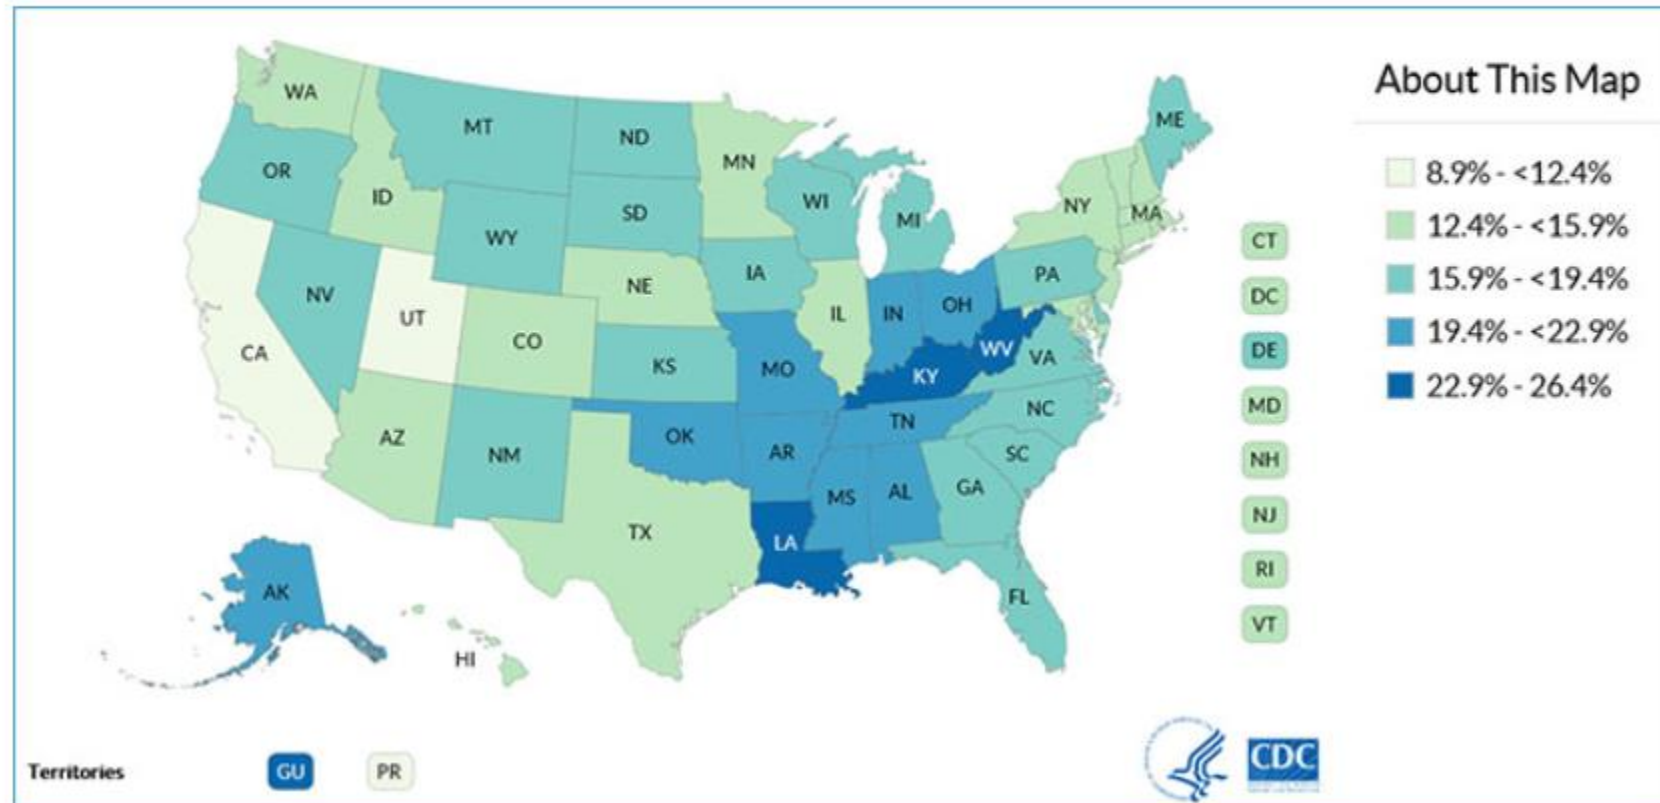 About This Map
8.9% - <12.4%
12.4% - <15.9%
15.9% - <19.4%
19.4% - <22.9%
22.9% - 26.4%
WA
MT
ND
MN
ME
OR
ID
WY
SD
WI
MI
NY
MA
NV
UT
CO
NE
IA
IL
IN
OH
PA
CA
KS
MO
KY
WV
VA
AZ
NM
OK
AR
TN
NC
SC
TX
LA
MS
AL
GA
FL
AK
HI
CT
DC
DE
MD
NH
NJ
RI
VT
Territories
GU
PR
CDC